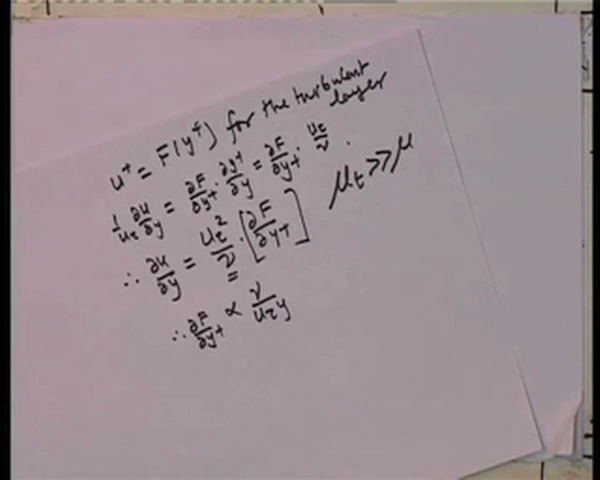 u⁺ = F(y⁺) for the turbulent layer
1/u_τ ∂u/∂y = ∂F/∂y⁺ · ∂y⁺/∂y = ∂F/∂y⁺ · u_τ/ν .
∴ ∂u/∂y = u_τ²/ν · [∂F/∂y⁺] μ_t >> μ
∴ ∂F/∂y⁺ ∝ ν/u_τ y